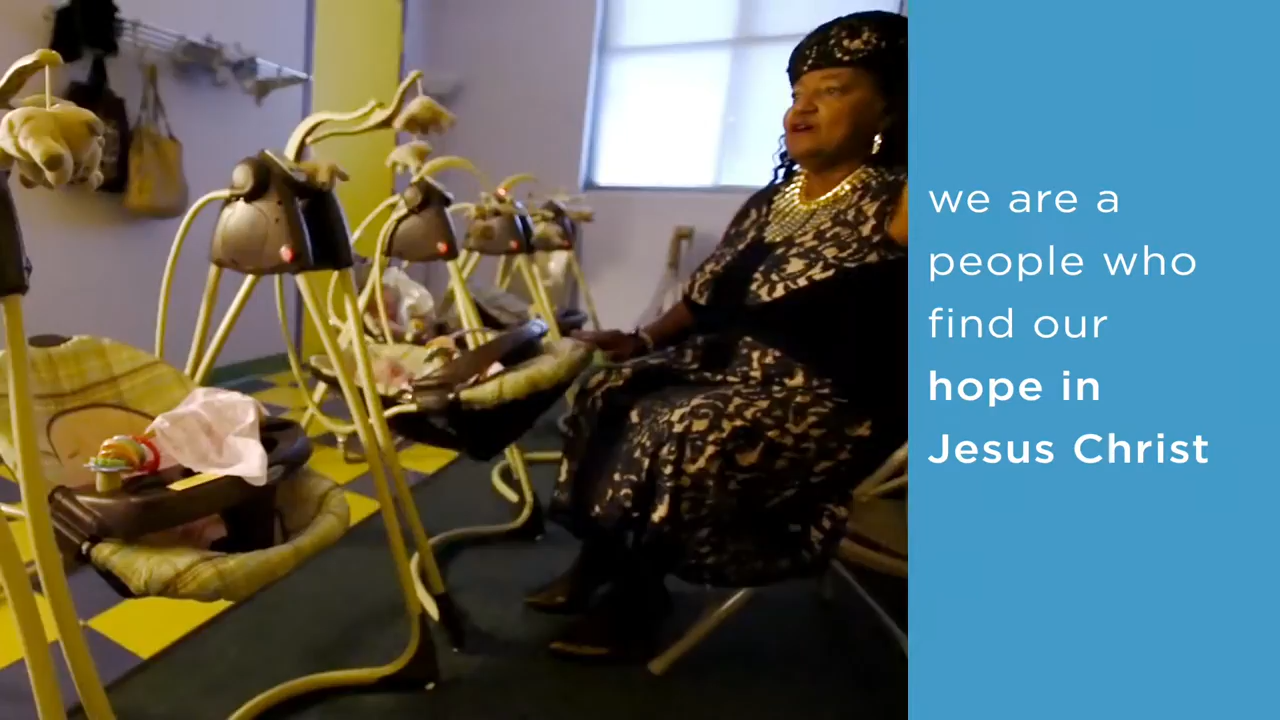 we are a
people who
find our
hope in
Jesus Christ